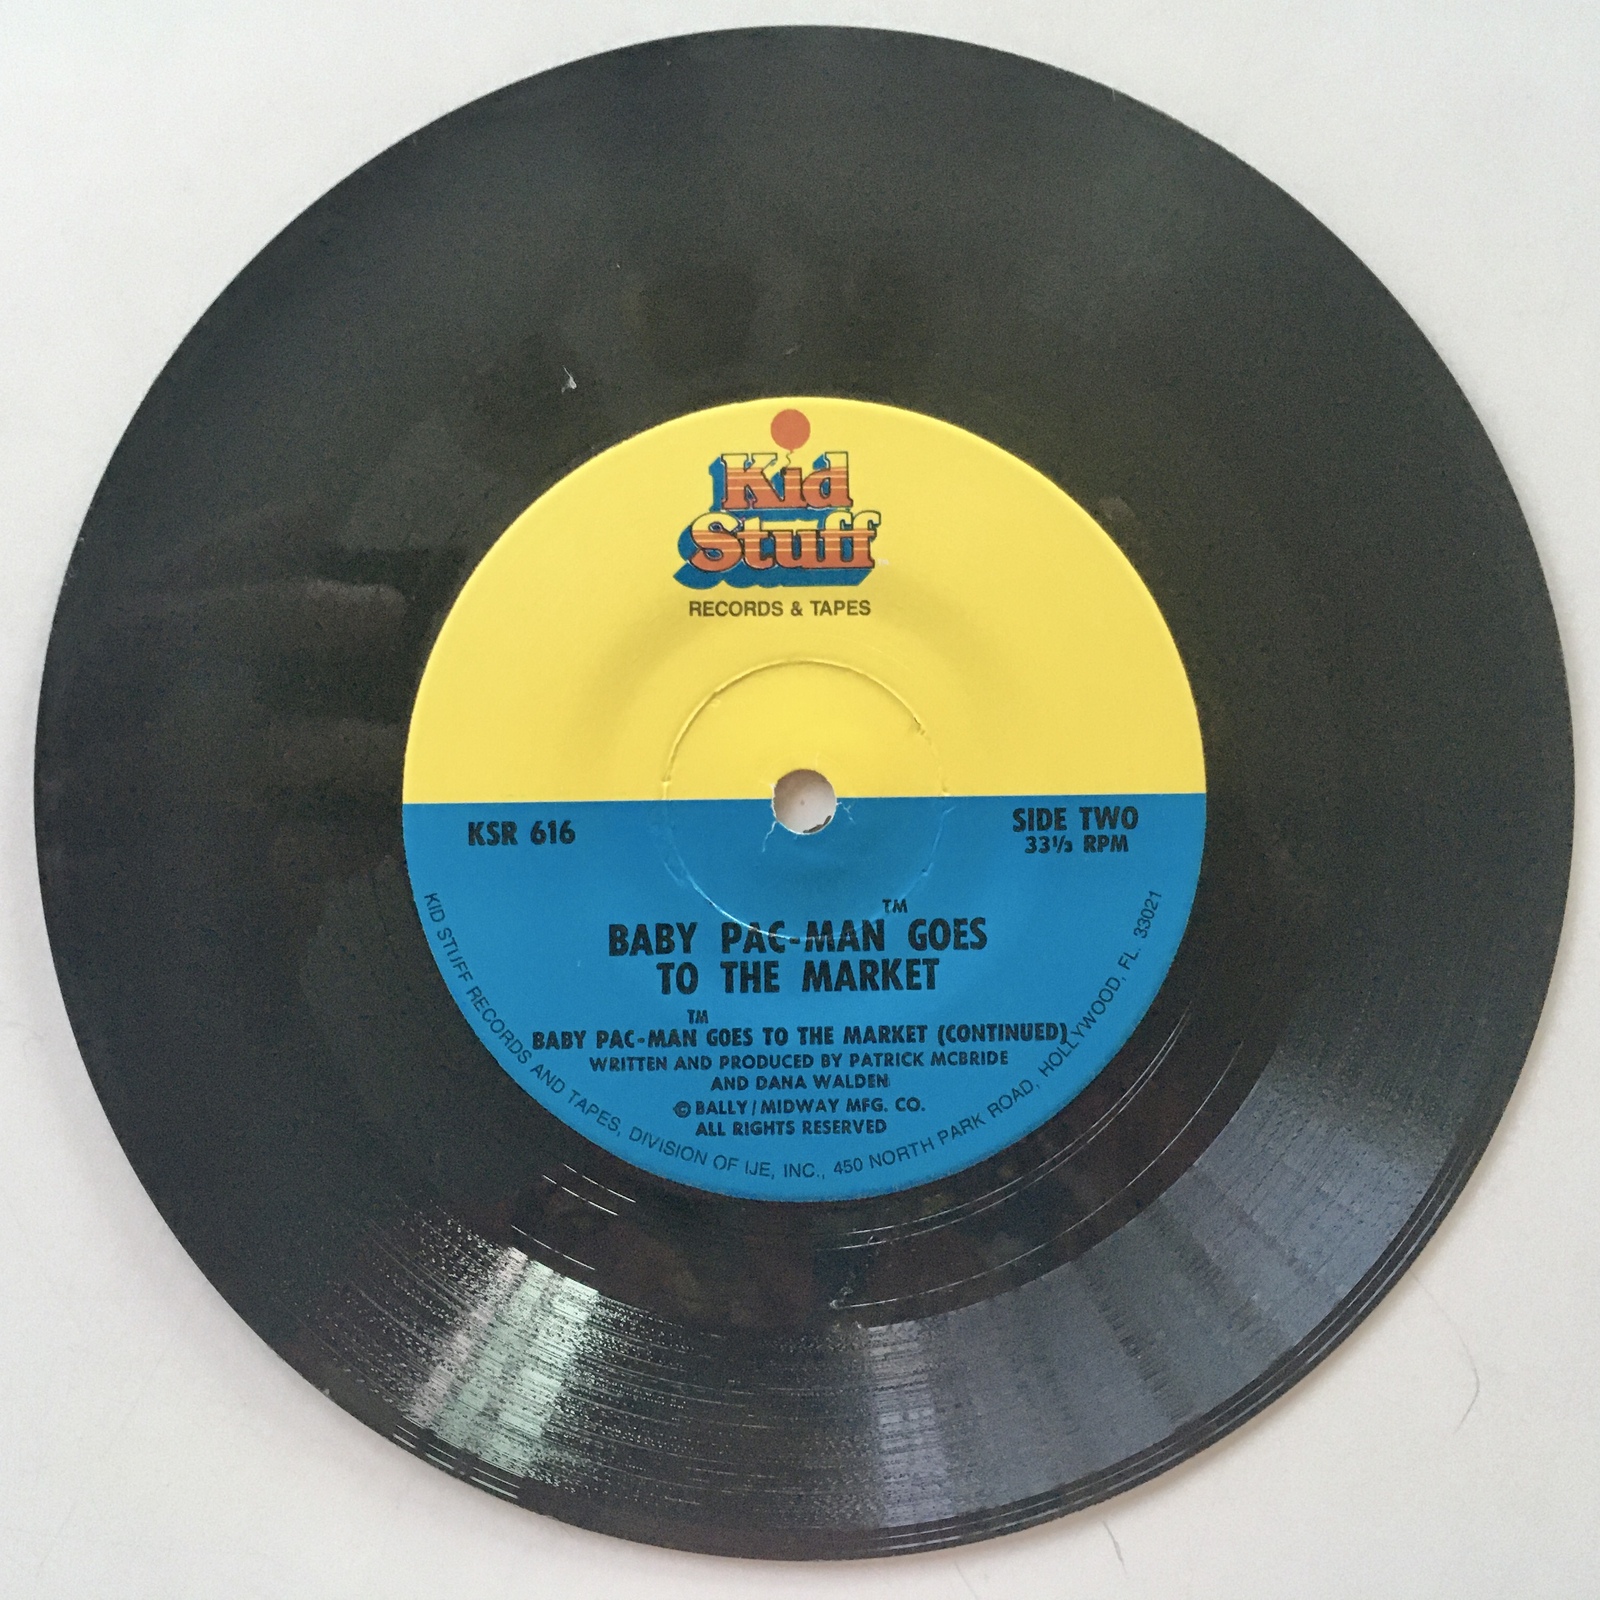 Kid
Stuff
RECORDS & TAPES
KSR 616
SIDE TWO
33⅓ RPM
BABY PAC-MAN™ GOES
TO THE MARKET
BABY PAC-MAN™ GOES TO THE MARKET (CONTINUED)
WRITTEN AND PRODUCED BY PATRICK MCBRIDE
AND DANA WALDEN
© BALLY / MIDWAY MFG. CO.
ALL RIGHTS RESERVED
KID STUFF RECORDS AND TAPES, DIVISION OF IJE, INC., 450 NORTH PARK ROAD, HOLLYWOOD, FL. 33021